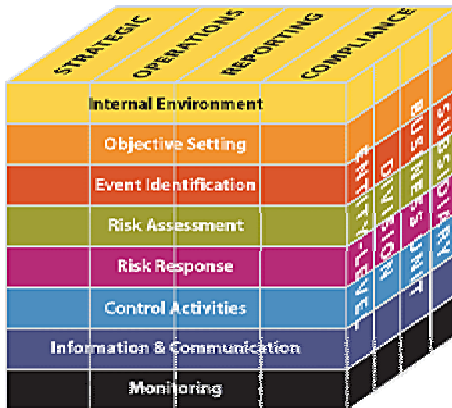 STRATEGIC
OPERATIONS
REPORTING
COMPLIANCE
Internal Environment
Objective Setting
Event Identification
Risk Assessment
Risk Response
Control Activities
Information & Communication
Monitoring
ENTITY-LEVEL
DIVISION
BUSINESS UNIT
SUBSIDIARY